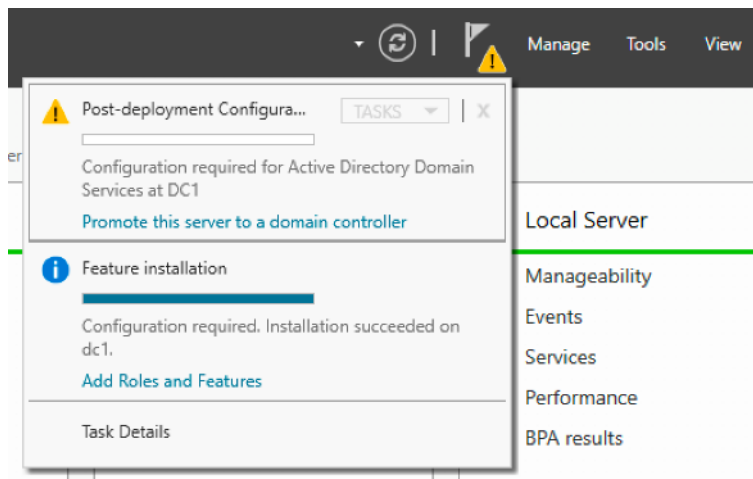 Manage Tools View
Post-deployment Configura... TASKS X
er
Configuration required for Active Directory Domain
Services at DC1
Promote this server to a domain controller
Local Server
Feature installation
Manageability
Configuration required. Installation succeeded on
dc1.
Events
Services
Add Roles and Features
Performance
Task Details
BPA results